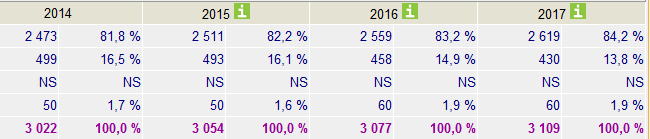 2014 2015 i 2016 i 2017 i
2 473 81,8 % 2 511 82,2 % 2 559 83,2 % 2 619 84,2 %
499 16,5 % 493 16,1 % 458 14,9 % 430 13,8 %
NS NS NS NS NS NS NS NS
50 1,7 % 50 1,6 % 60 1,9 % 60 1,9 %
3 022 100,0 % 3 054 100,0 % 3 077 100,0 % 3 109 100,0 %